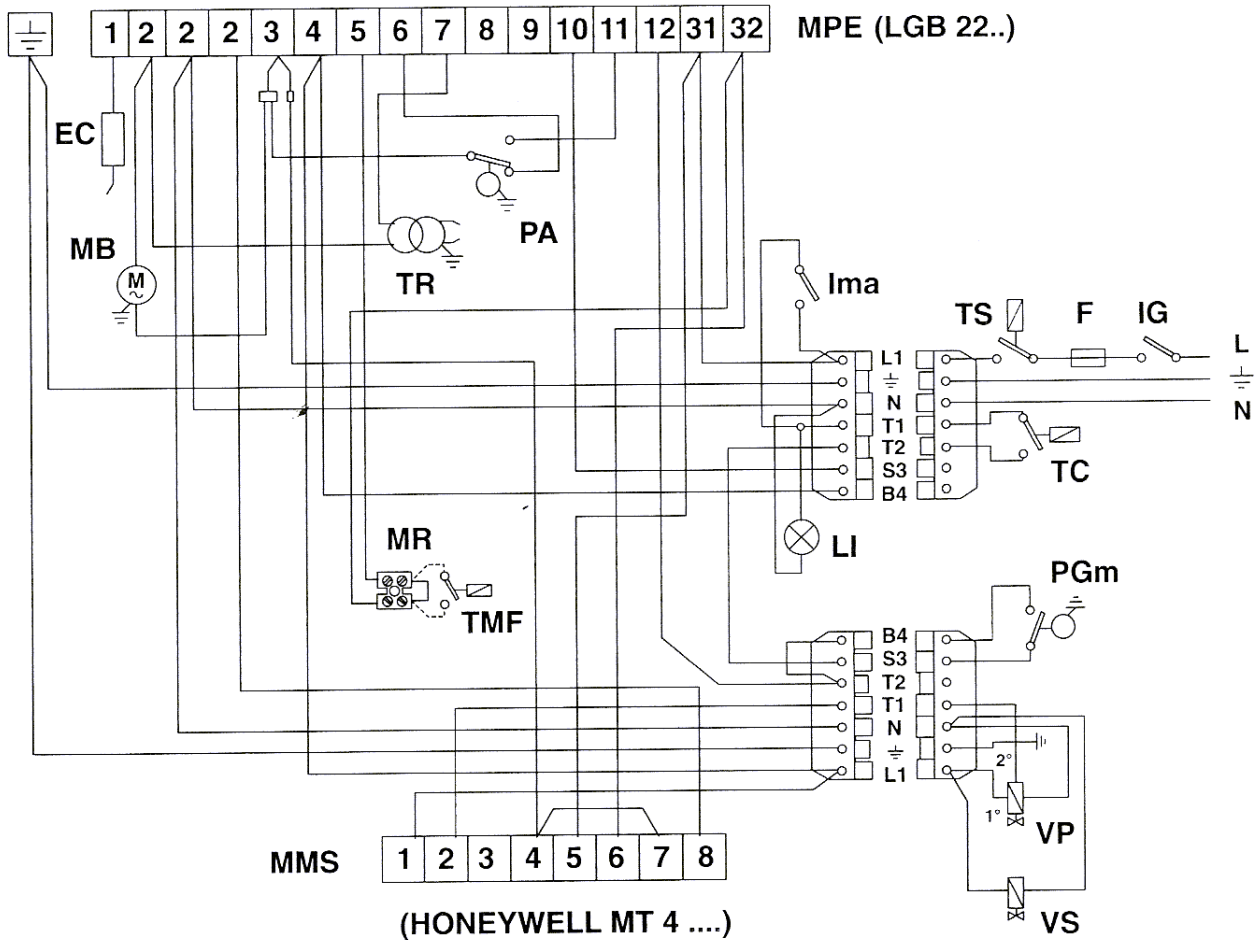 1 2 2 2 3 4 5 6 7 8 9 10 11 12 31 32 MPE (LGB 22..)
EC
MB
M
~
TR
PA
Ima
TS F IG
L
N
L1
N
T1
T2
S3
B4
TC
LI
MR
TMF
PGm
B4
S3
T2
T1
N
L1
2°
1°
VP
VS
MMS 1 2 3 4 5 6 7 8
(HONEYWELL MT 4 ....)